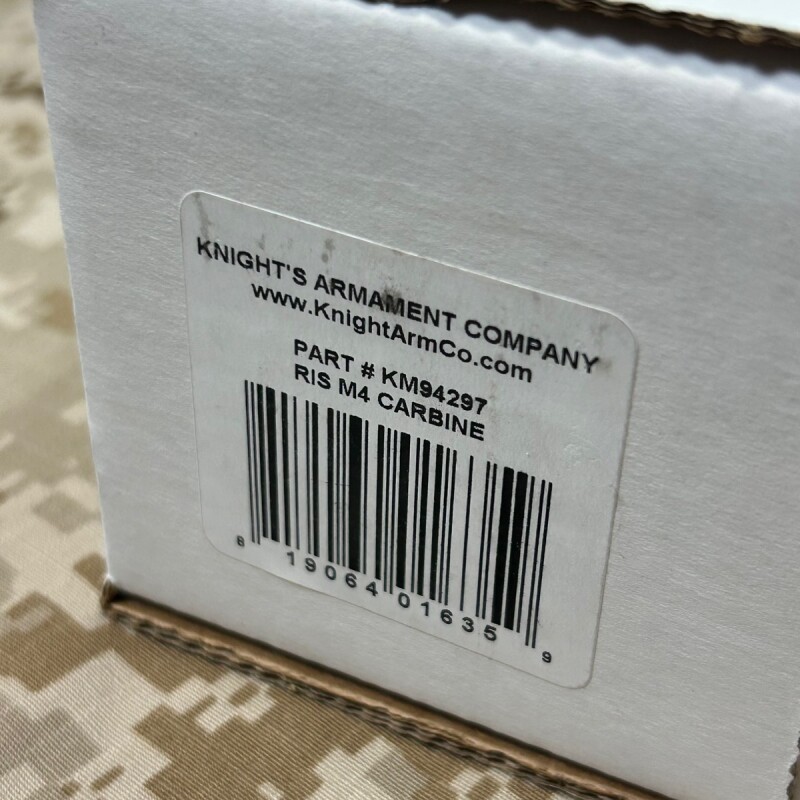 KNIGHT'S ARMAMENT COMPANY
www.KnightArmCo.com
PART # KM94297
RIS M4 CARBINE
8 19064 01635 9